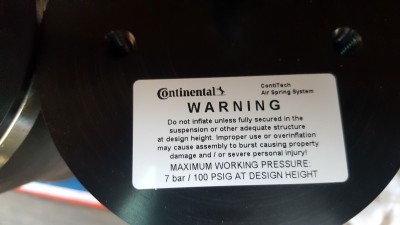 Continental
ContiTech
Air Spring System
WARNING
Do not inflate unless fully secured in the
suspension or other adequate structure
at design height. Improper use or overinflation
may cause assembly to burst causing property
damage and / or severe personal injury!
MAXIMUM WORKING PRESSURE:
7 bar / 100 PSIG AT DESIGN HEIGHT